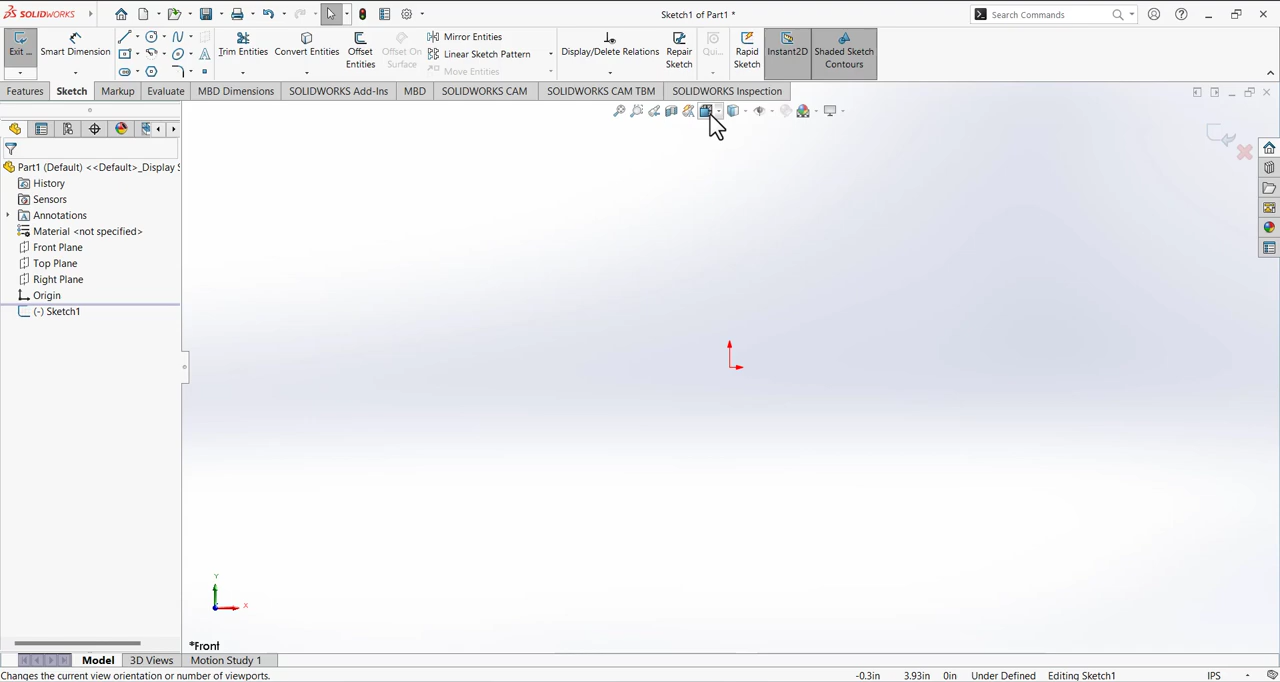 SOLIDWORKS
Sketch1 of Part1 *
Search Commands
Exit ...
Smart Dimension
Trim Entities
Convert Entities
Offset
Entities
Offset On
Surface
Mirror Entities
Linear Sketch Pattern
Move Entities
Display/Delete Relations
Repair
Sketch
Qui...
Rapid
Sketch
Instant2D
Shaded Sketch
Contours
Features
Sketch
Markup
Evaluate
MBD Dimensions
SOLIDWORKS Add-Ins
MBD
SOLIDWORKS CAM
SOLIDWORKS CAM TBM
SOLIDWORKS Inspection
Part1 (Default) <<Default>_Display S
History
Sensors
Annotations
Material <not specified>
Front Plane
Top Plane
Right Plane
Origin
(-) Sketch1
Y
X
*Front
Model
3D Views
Motion Study 1
Changes the current view orientation or number of viewports.
-0.3in
3.93in
0in
Under Defined
Editing Sketch1
IPS